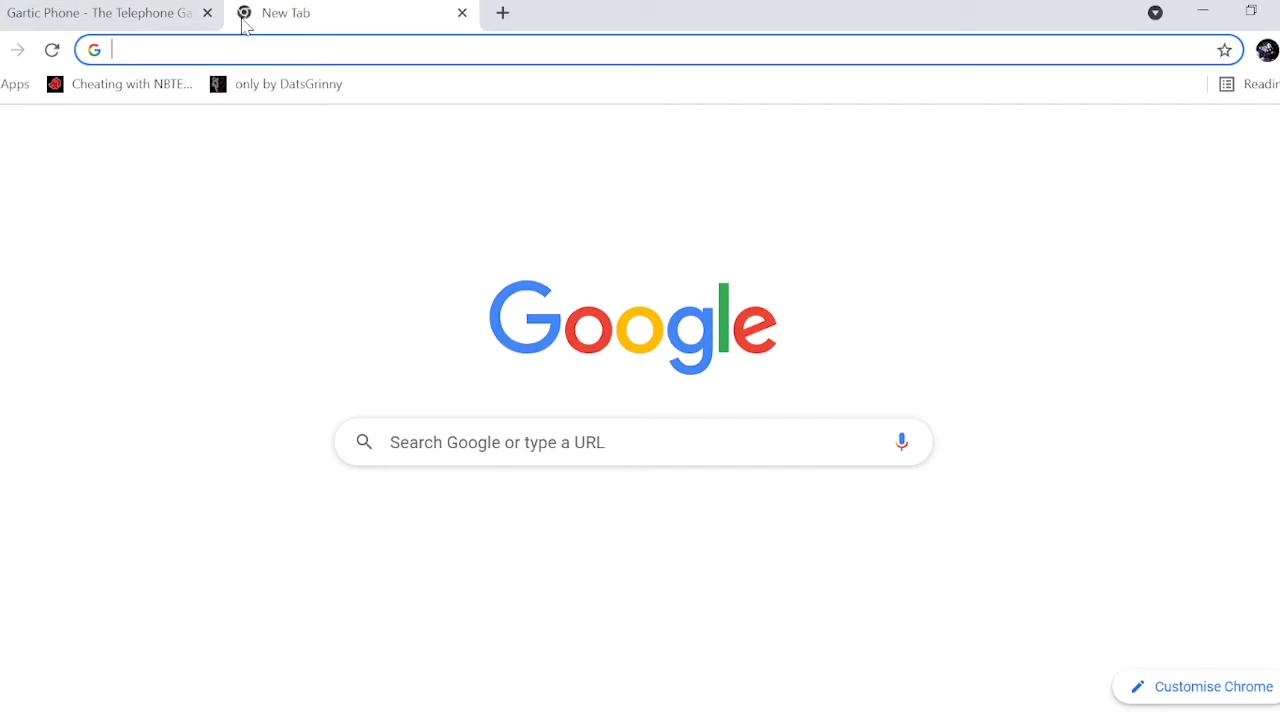 Gartic Phone - The Telephone Ga
New Tab
Apps
Cheating with NBTE...
only by DatsGrinny
Readin
Google
Search Google or type a URL
Customise Chrome